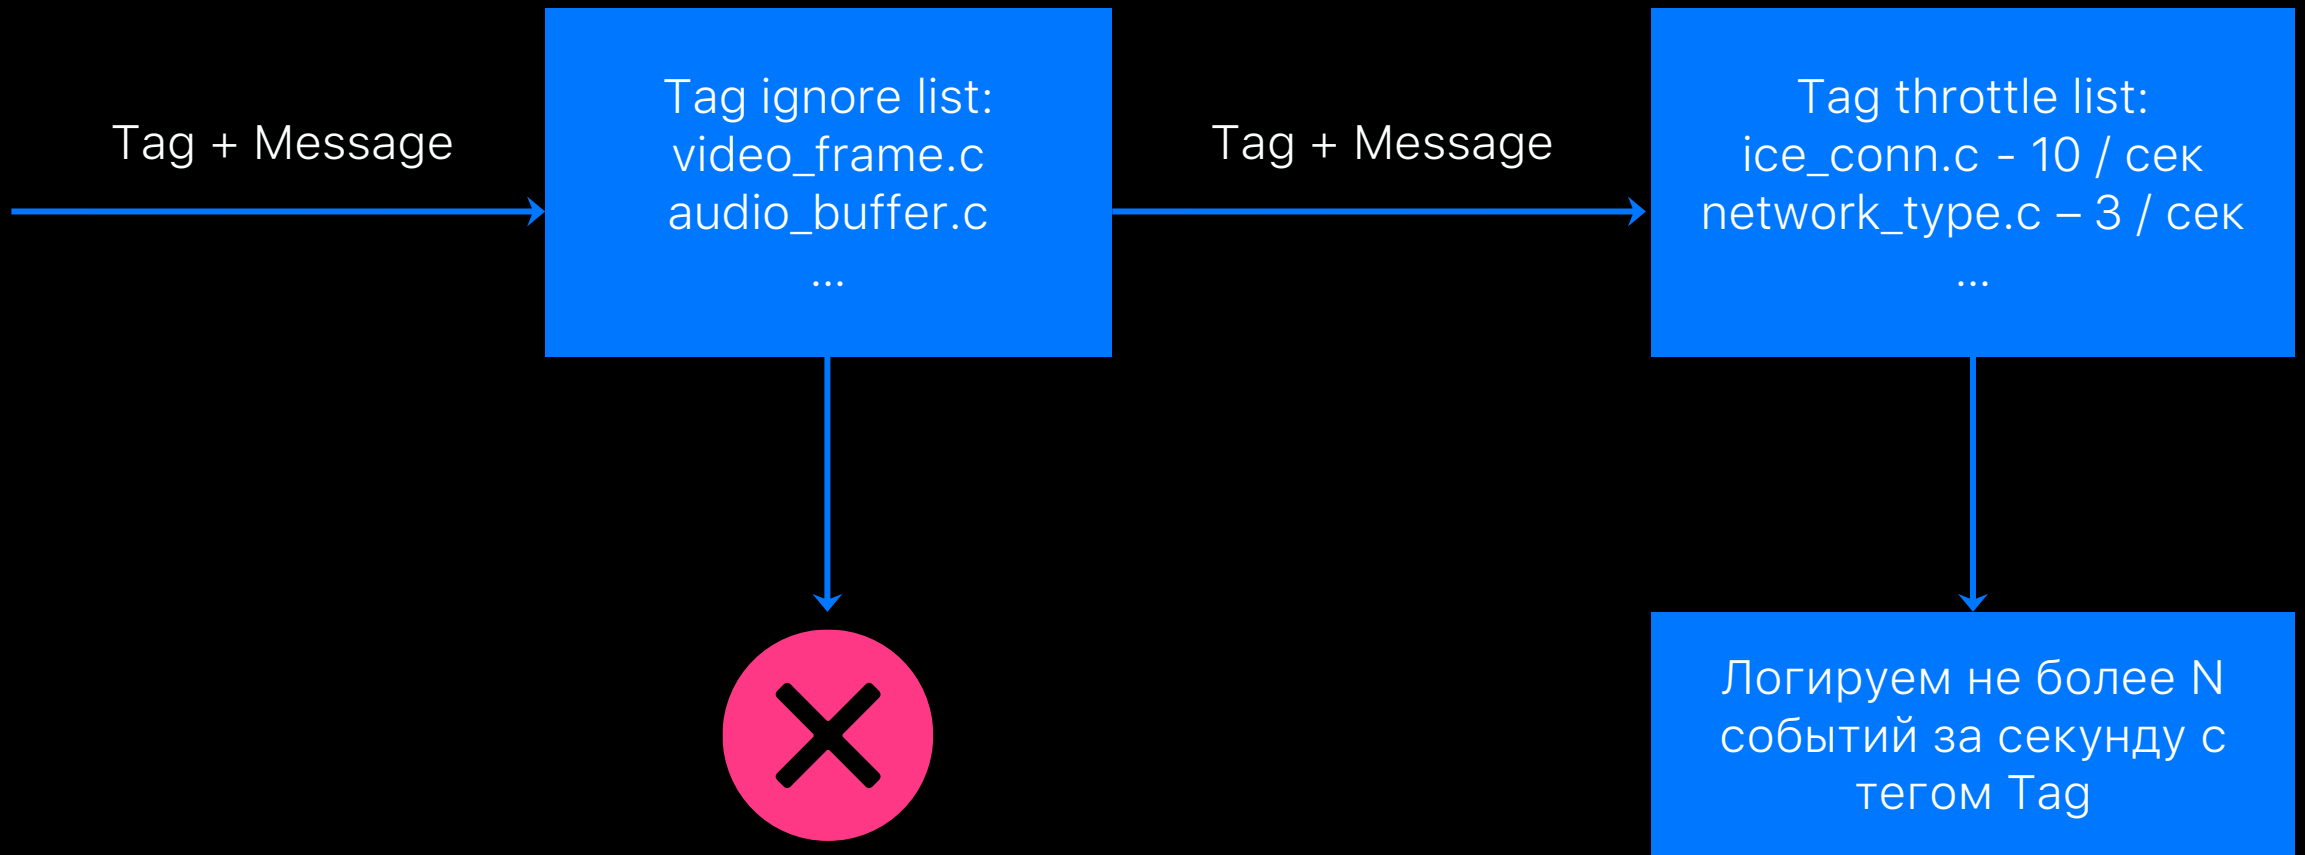 Tag + Message
Tag ignore list:
video_frame.c
audio_buffer.c
...
Tag + Message
Tag throttle list:
ice_conn.c - 10 / сек
network_type.c – 3 / сек
...
Логируем не более N
событий за секунду с
тегом Tag